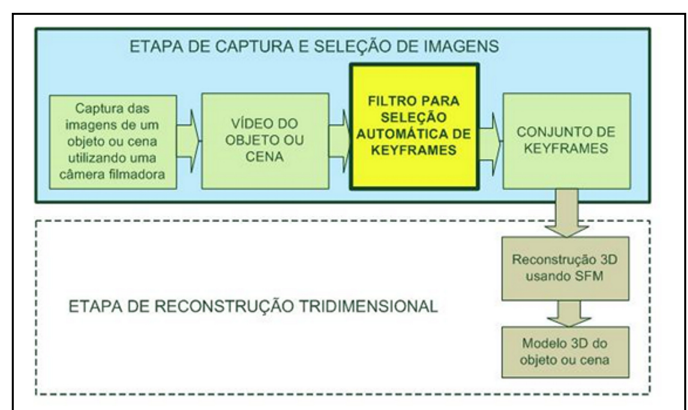 ETAPA DE CAPTURA E SELEÇÃO DE IMAGENS
Captura das
imagens de um
objeto ou cena
utilizando uma
câmera filmadora
VÍDEO DO
OBJETO OU
CENA
FILTRO PARA
SELEÇÃO
AUTOMÁTICA DE
KEYFRAMES
CONJUNTO DE
KEYFRAMES
Reconstrução 3D
usando SFM
ETAPA DE RECONSTRUÇÃO TRIDIMENSIONAL
Modelo 3D do
objeto ou cena